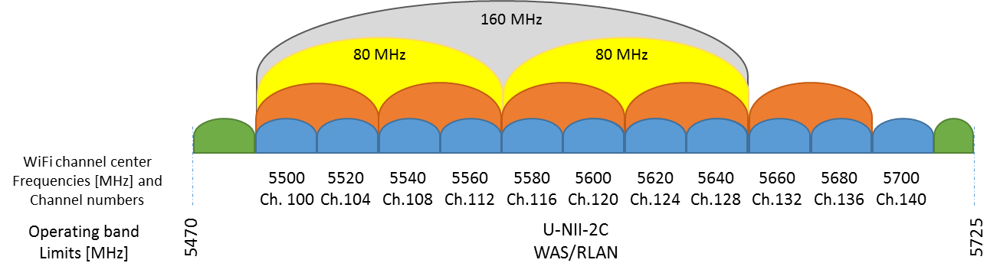 160 MHz
80 MHz 80 MHz
WiFi channel center
Frequencies [MHz] and
Channel numbers
5500 5520 5540 5560 5580 5600 5620 5640 5660 5680 5700
Ch. 100 Ch.104 Ch.108 Ch.112 Ch.116 Ch.120 Ch.124 Ch.128 Ch.132 Ch.136 Ch.140
Operating band
Limits [MHz]
5470
U-NII-2C
WAS/RLAN
5725